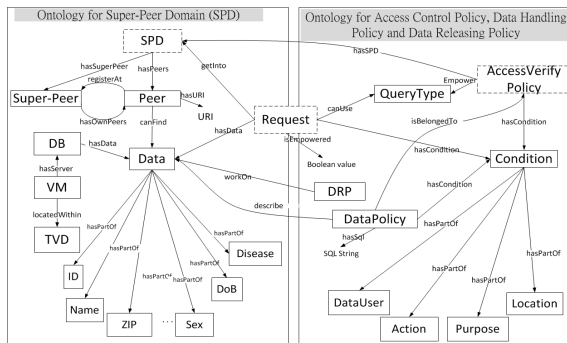 Ontology for Super-Peer Domain (SPD)
Ontology for Access Control Policy, Data Handling
Policy and Data Releasing Policy
SPD
hasSPD
hasSuperPeer
hasPeers
getInto
registerAt
Super-Peer
Peer
hasURI
hasOwnPeers
URI
canFind
QueryType
Empower
AccessVerify
Policy
canUse
Request
isEmpowered
Boolean value
isBelongedTo
hasCondition
DB
hasData
Data
hasData
hasCondition
Condition
hasServer
VM
workOn
DRP
hasCondition
locatedWithin
describe
DataPolicy
TVD
hasSql
SQL String
hasPartOf
hasPartOf
hasPartOf
hasPartOf
hasPartOf
hasPartOf
Disease
ID
DoB
Name
ZIP
...
Sex
hasPartOf
hasPartOf
hasPartOf
hasPartOf
DataUser
Location
Action
Purpose